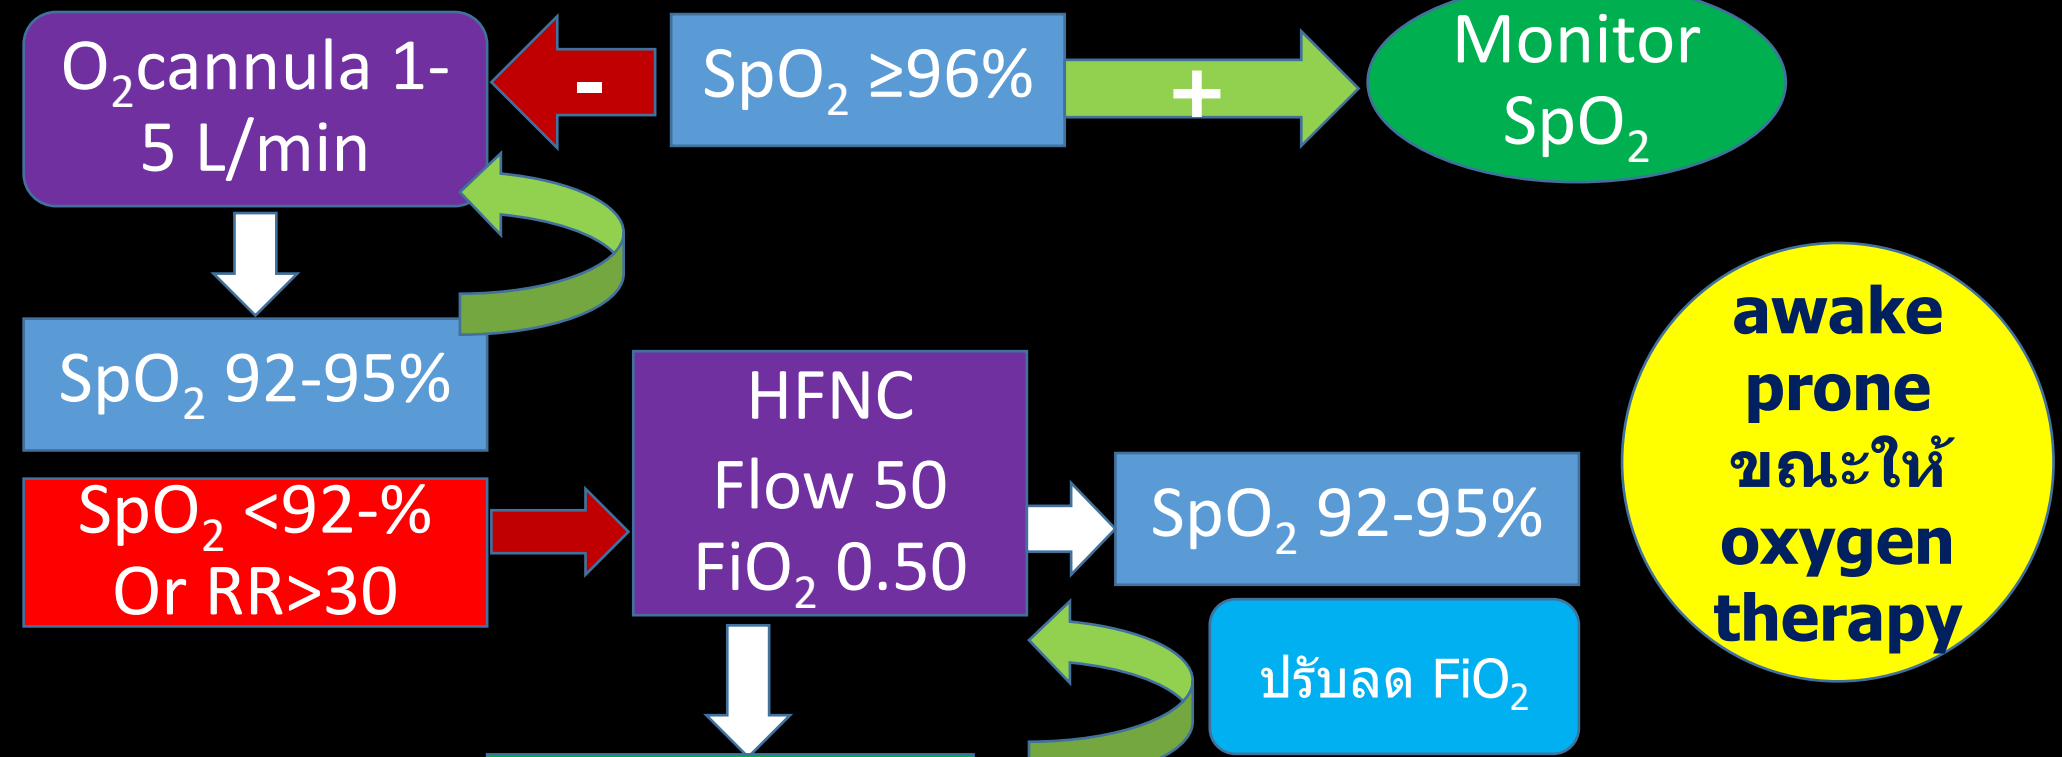 O₂cannula 1-
5 L/min
-
SpO₂ ≥96%
+
Monitor
SpO₂
SpO₂ 92-95%
SpO₂ <92-%
Or RR>30
HFNC
Flow 50
FiO₂ 0.50
SpO₂ 92-95%
ปรับลด FiO₂
awake
prone
ขณะให้
oxygen
therapy